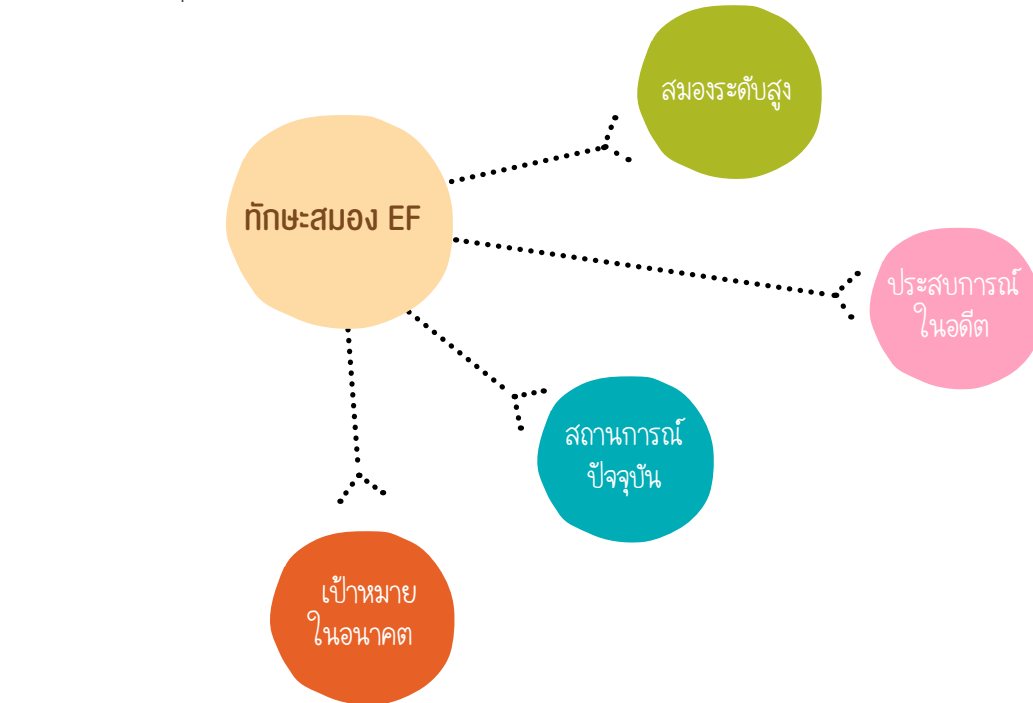 สมองระดับสูง
ทักษะสมอง EF
ประสบการณ์
ในอดีต
สถานการณ์
ปัจจุบัน
เป้าหมาย
ในอนาคต